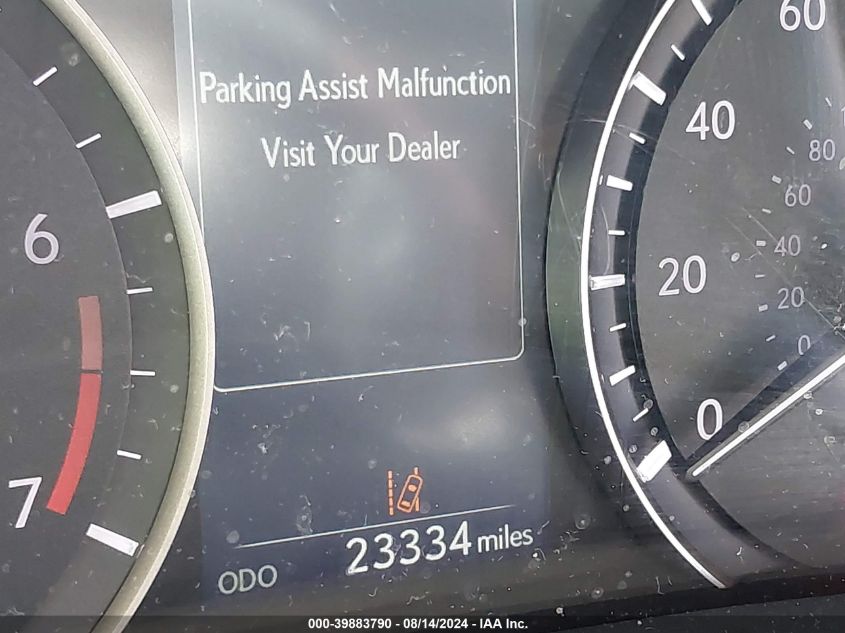 Parking Assist Malfunction
Visit Your Dealer
6
7
60
40
20
0
80
60
40
20
0
ODO 23334 miles
000-39883790 - 08/14/2024 - IAA Inc.